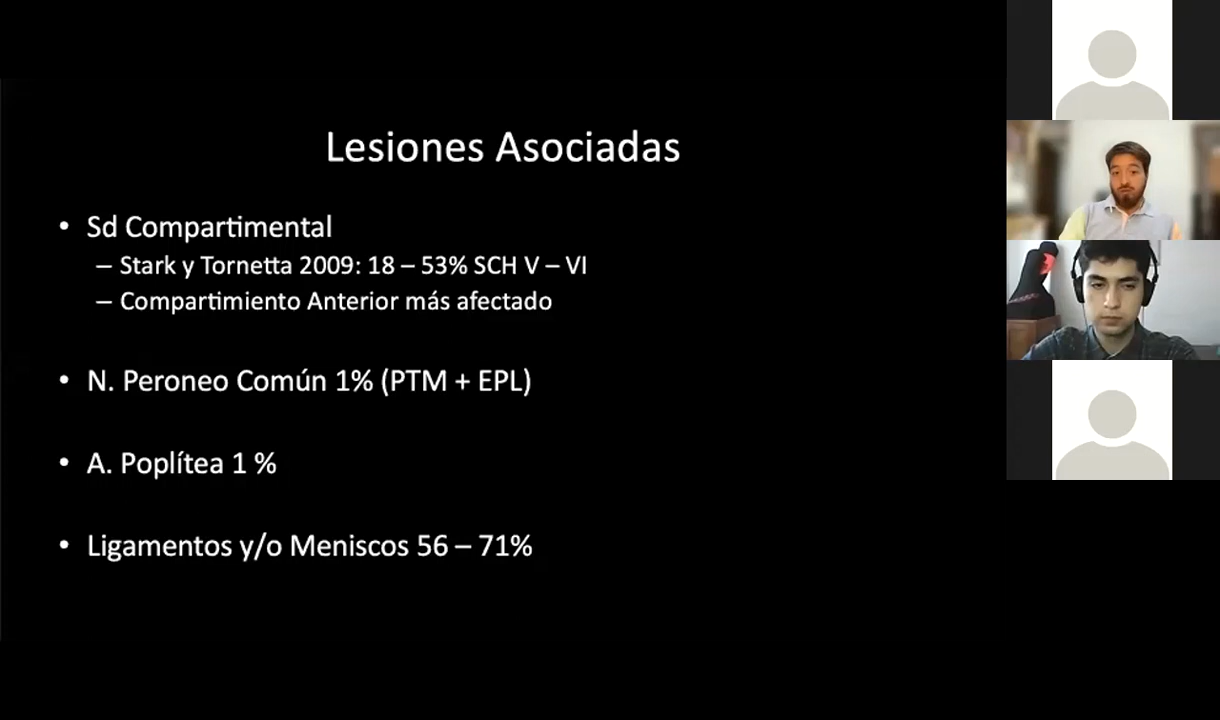 Lesiones Asociadas
• Sd Compartimental
– Stark y Tornetta 2009: 18 – 53% SCH V – VI
– Compartimiento Anterior más afectado
• N. Peroneo Común 1% (PTM + EPL)
• A. Poplítea 1 %
• Ligamentos y/o Meniscos 56 – 71%